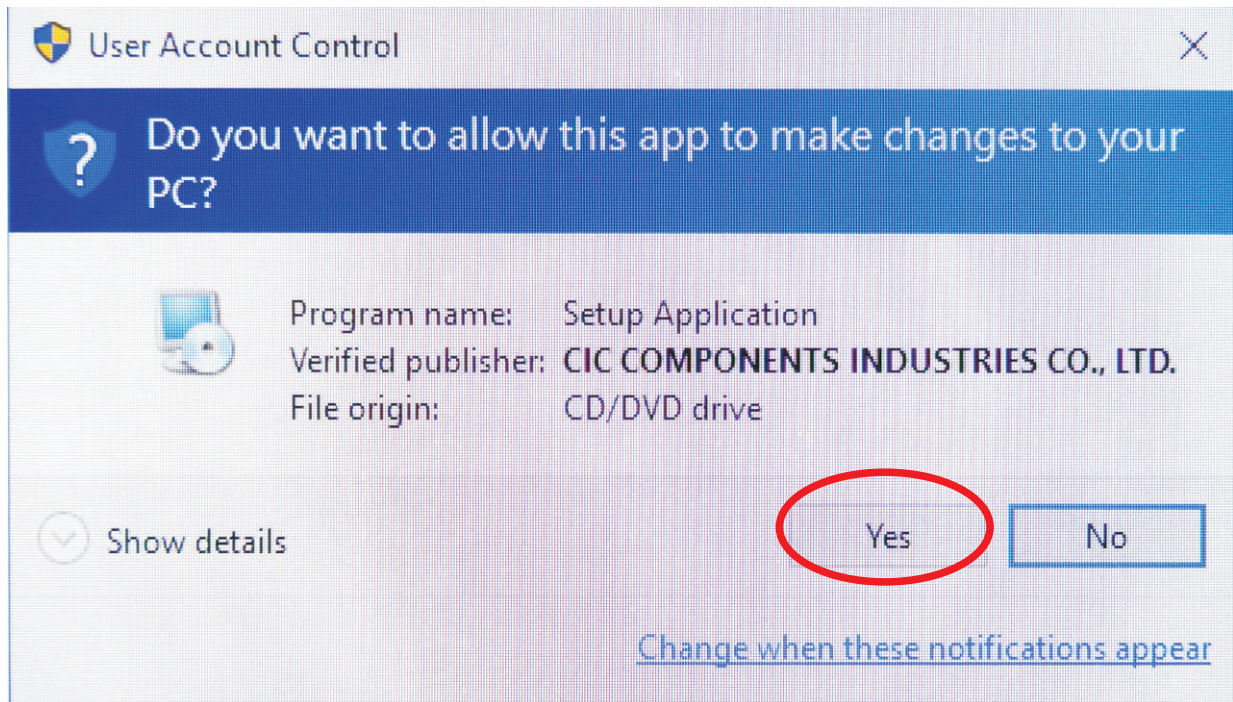 User Account Control
Do you want to allow this app to make changes to your
PC?
Program name: Setup Application
Verified publisher: CIC COMPONENTS INDUSTRIES CO., LTD.
File origin: CD/DVD drive
Show details
Yes No
Change when these notifications appear